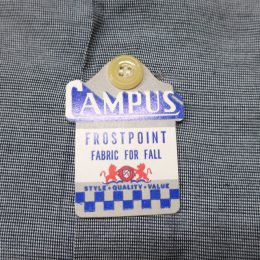 CAMPUS
FROSTPOINT
FABRIC FOR FALL
STYLE • QUALITY • VALUE